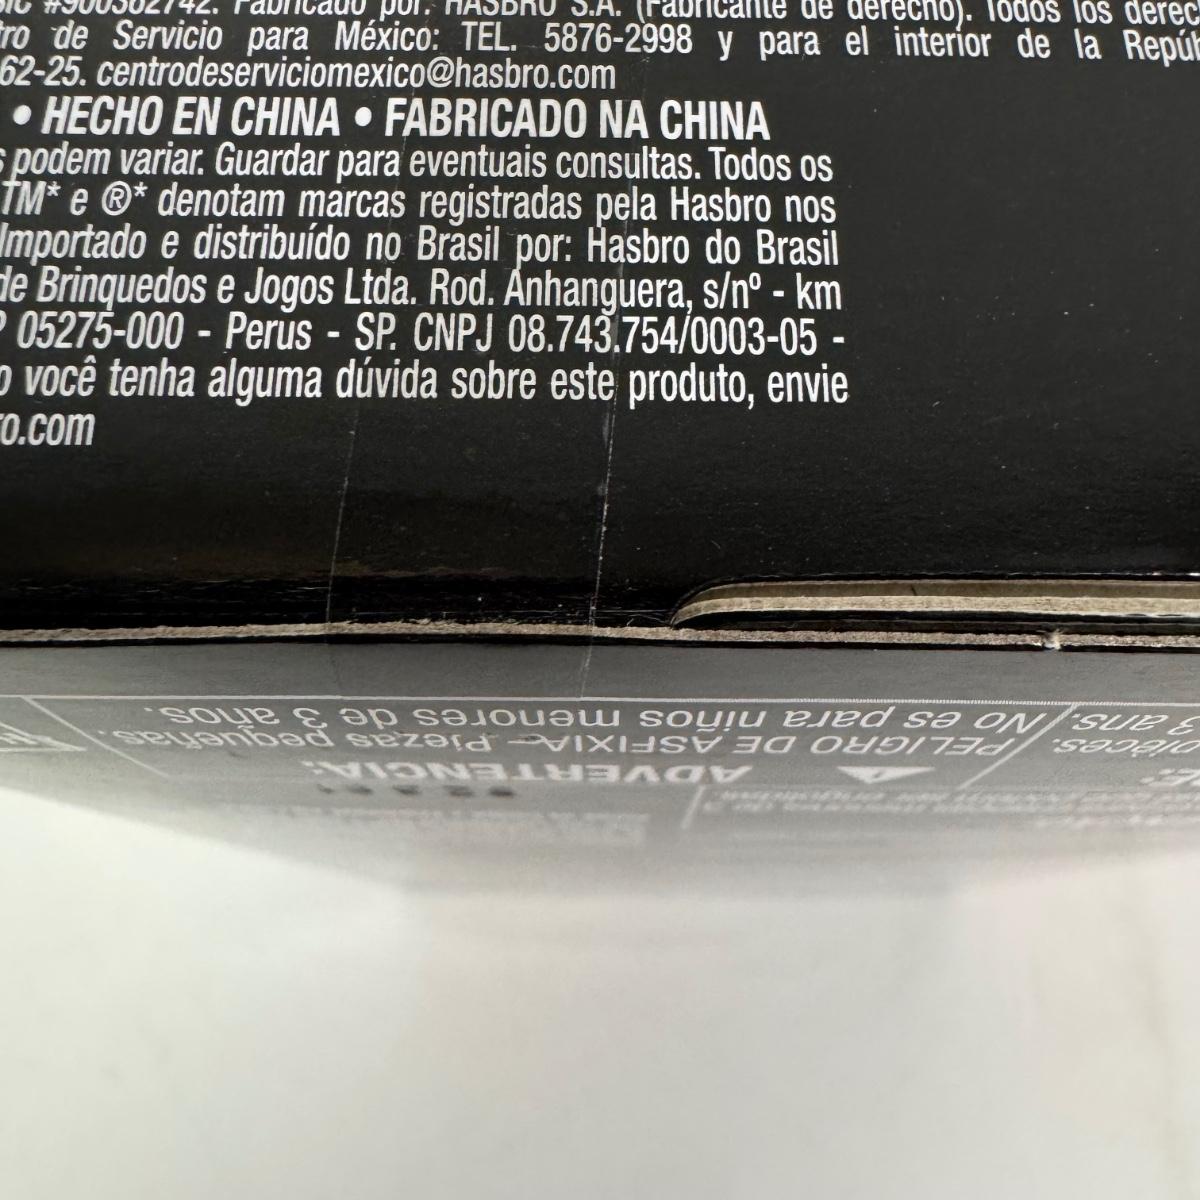 #900362742. Fabricado por: HASBRO S.A. (Fabricante de derecho). Todos los
de Servicio para México: TEL. 5876-2998 y para el interior de la
62-25. centrodeserviciomexico@hasbro.com
• HECHO EN CHINA • FABRICADO NA CHINA
podem variar. Guardar para eventuais consultas. Todos os
TM* e ®* denotam marcas registradas pela Hasbro nos
Importado e distribuído no Brasil por: Hasbro do Brasil
de Brinquedos e Jogos Ltda. Rod. Anhanguera, s/nº - km
05275-000 - Perus - SP. CNPJ 08.743.754/0003-05 -
você tenha alguma dúvida sobre este produto, envie
o.com
ADVERTENCIA:
PELIGRO DE ASFIXIA – Piezas pequeñas.
No es para niños menores de 3 años.
pièces.
3 ans.